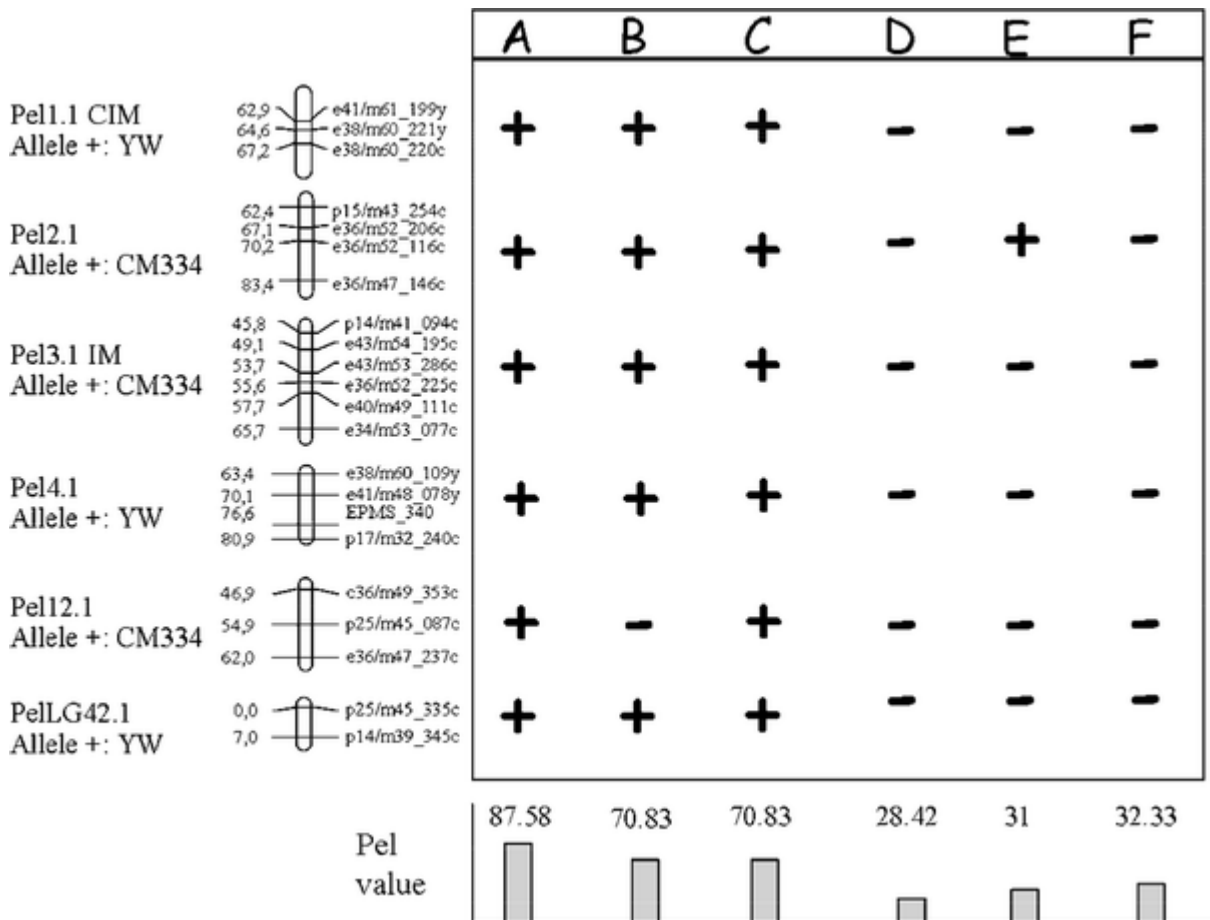 A B C D E F
Pel1.1 CIM
Allele +: YW
62,9 e41/m61_199y
64,6 e38/m60_221y
67,2 e38/m60_220c
+ + + - - -
Pel2.1
Allele +: CM334
62,4 p15/m43_254c
67,1 e36/m52_206c
70,2 e36/m52_116c
83,4 e36/m47_146c
+ + + - + -
Pel3.1 IM
Allele +: CM334
45,8 p14/m41_094c
49,1 e43/m54_195c
53,7 e43/m53_286c
55,6 e36/m52_225c
57,7 e40/m49_111c
65,7 e34/m53_077c
+ + + - - -
Pel4.1
Allele +: YW
63,4 e38/m60_109y
70,1 e41/m48_078y
76,6 EPMS_340
80,9 p17/m32_240c
+ + + - - -
Pel12.1
Allele +: CM334
46,9 c36/m49_353c
54,9 p25/m45_087c
62,0 e36/m47_237c
+ - + - - -
PelLG42.1
Allele +: YW
0,0 p25/m45_335c
7,0 p14/m39_345c
+ + + - - -
Pel
value
87.58 70.83 70.83 28.42 31 32.33